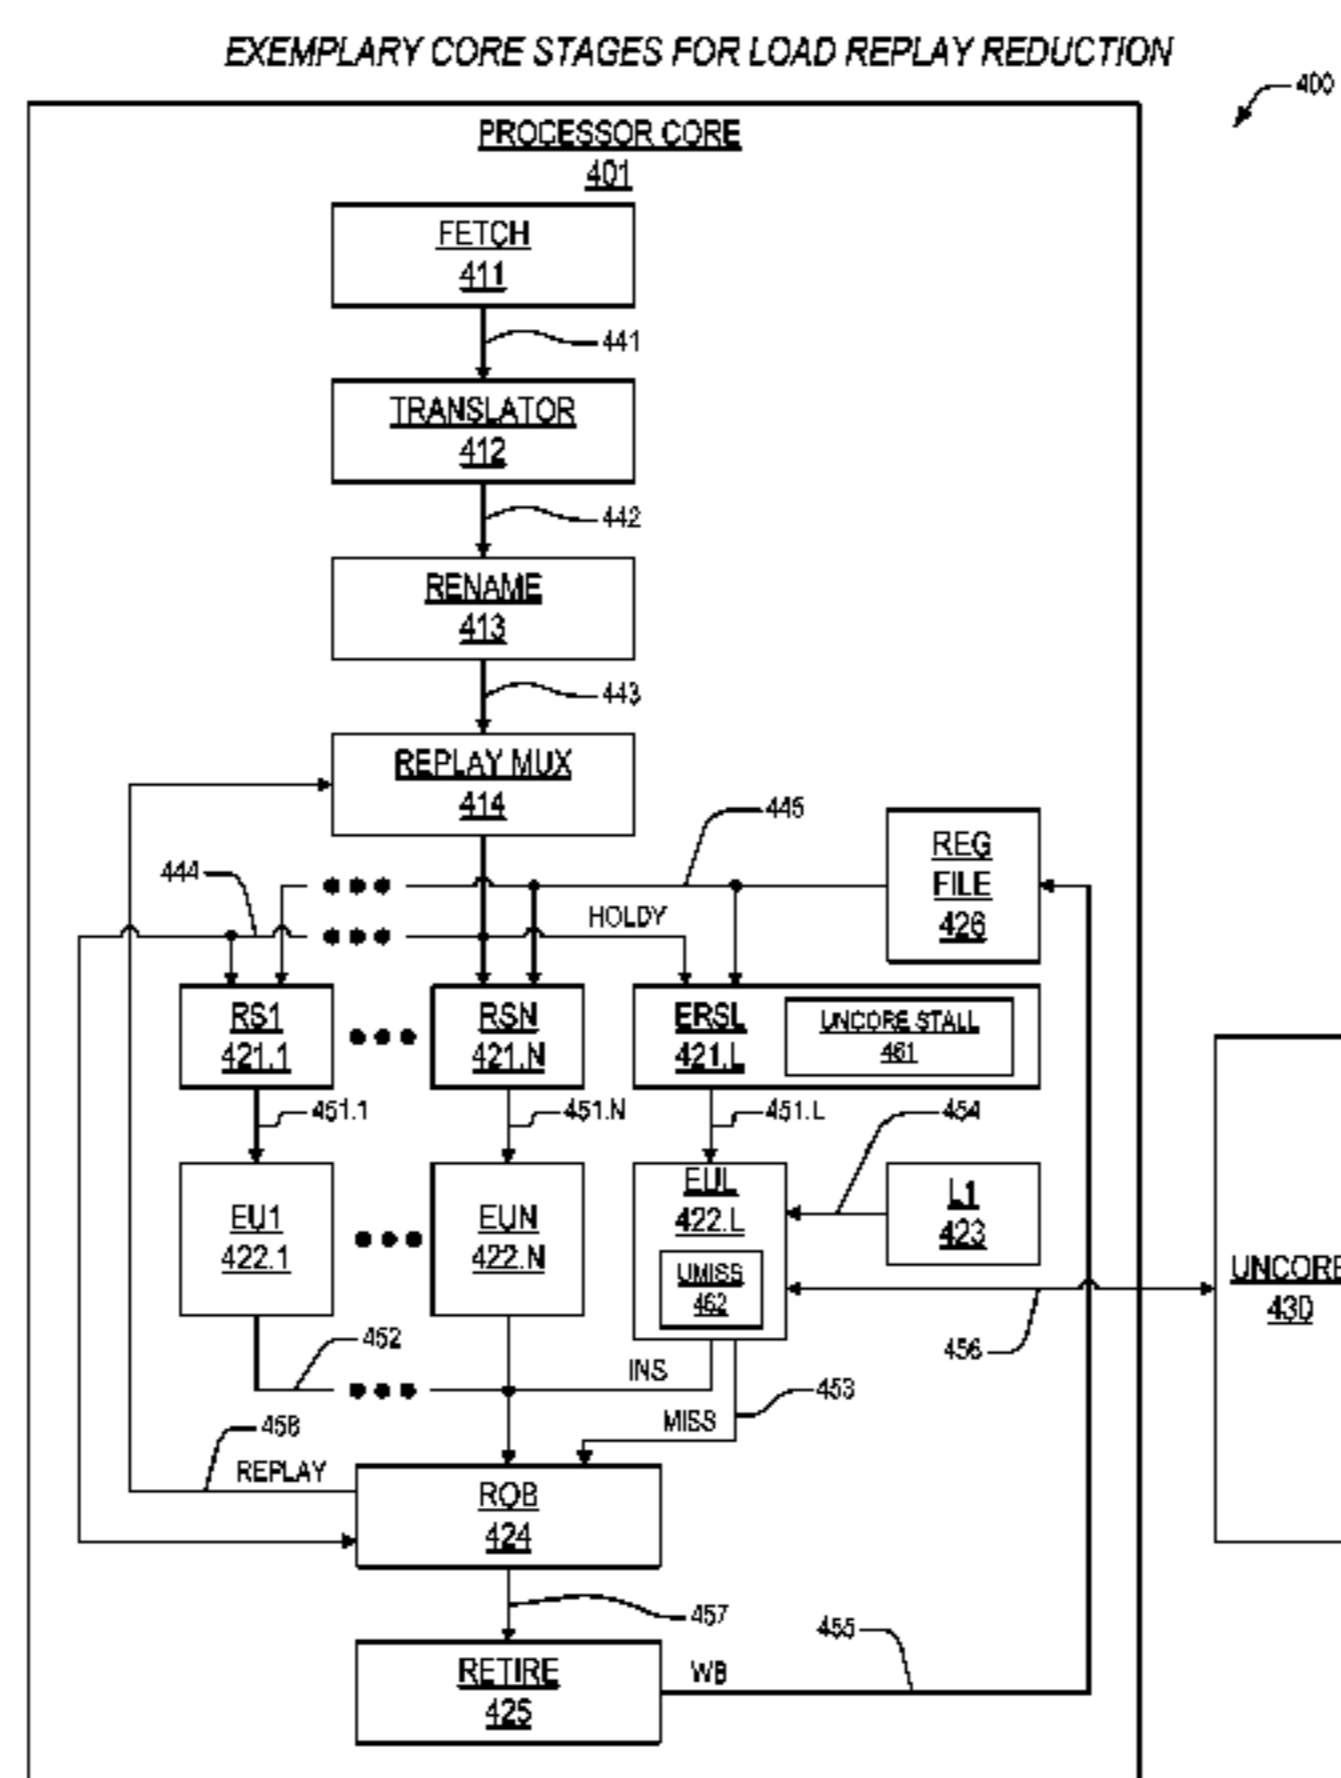 EXEMPLARY CORE STAGES FOR LOAD REPLAY REDUCTION
400
PROCESSOR CORE
401
FETCH
411
441
TRANSLATOR
412
442
RENAME
413
443
REPLAY MUX
414
445
444
HOLDY
REG
FILE
426
RS1
421.1
RSN
421.N
ERSL
421.L
UNCORE STALL
461
451.1
451.N
451.L
454
EU1
422.1
EUN
422.N
EUL
422.L
UMISS
462
L1
423
UNCORE
430
456
452
INS
453
MISS
458
REPLAY
ROB
424
457
455
RETIRE
425
WB